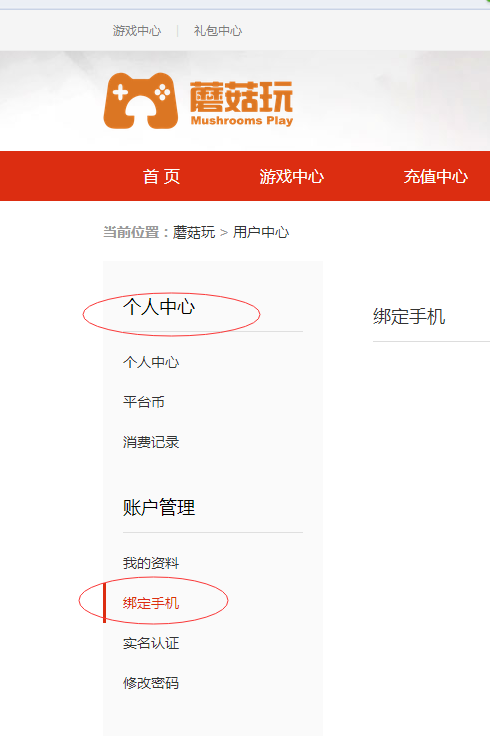 游戏中心 | 礼包中心
蘑菇玩
Mushrooms Play
首 页 游戏中心 充值中心
当前位置：蘑菇玩 > 用户中心
个人中心
个人中心
平台币
消费记录
账户管理
我的资料
绑定手机
实名认证
修改密码
绑定手机